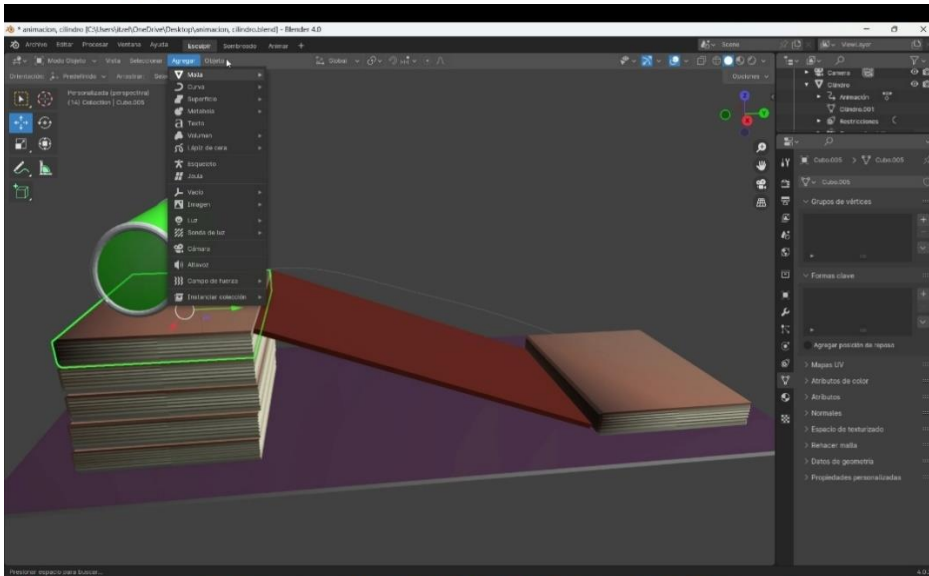 * animacion, cilindro [C:\Users\itzel\OneDrive\Desktop\animacion, cilindro.blend] - Blender 4.0
Archivo Editar Procesar Ventana Ayuda Esculpir Sombreado Animar + Scene ViewLayer
Modo Objeto Vista Seleccionar Agregar Objeto Global
Orientación: Predefinido Arrastrar: Opciones
Personalizada (perspectiva)
(14) Colección | Cubo.005
Malla
Curva
Superficie
Metabola
Texto
Volumen
Lápiz de cera
Esqueleto
Jaula
Vacío
Imagen
Luz
Sonda de luz
Cámara
Altavoz
Campo de fuerza
Instanciar colección
Camera
Cilindro
Animación
Cilindro.001
Restricciones
Cubo.005 > Cubo.005
Cubo.005
Grupos de vértices
Formas clave
Agregar posición de reposo
Mapas UV
Atributos de color
Atributos
Normales
Espacio de texturizado
Rehacer malla
Datos de geometría
Propiedades personalizadas
Presionar espacio para buscar...